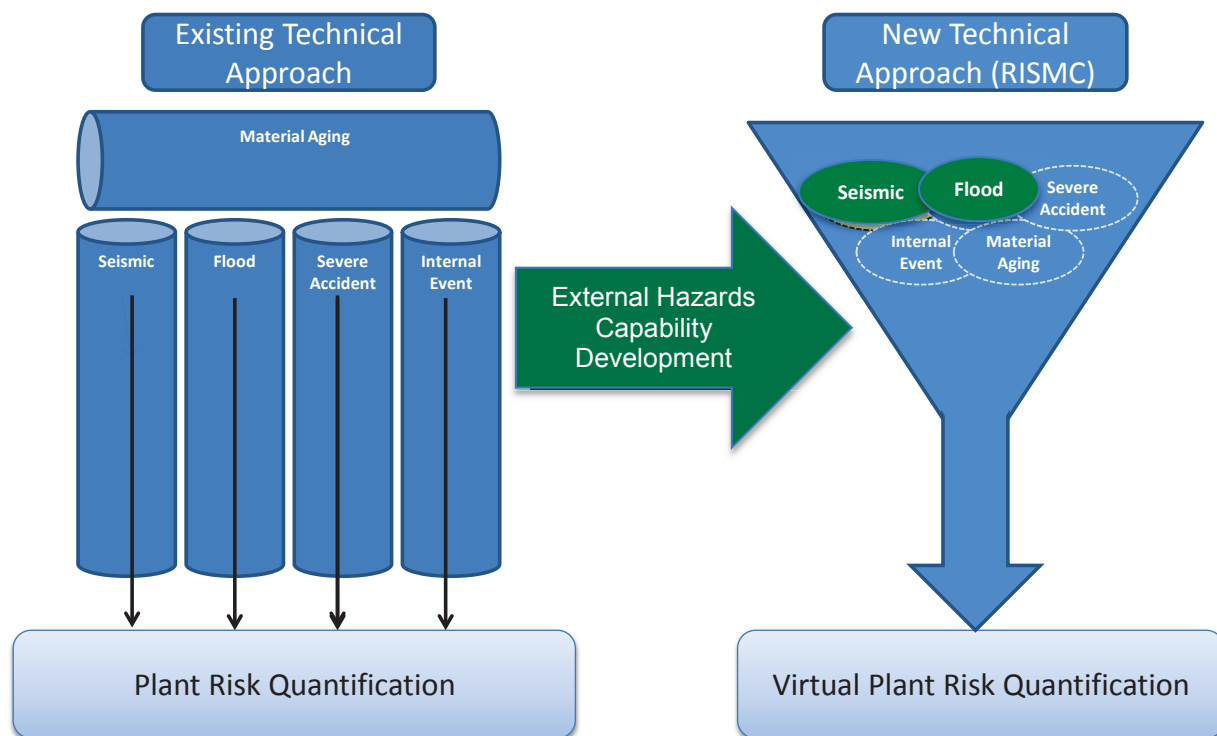 Existing Technical
Approach
Material Aging
Seismic
Flood
Severe
Accident
Internal
Event
Plant Risk Quantification
External Hazards
Capability
Development
New Technical
Approach (RISMC)
Seismic
Flood
Severe
Accident
Internal
Event
Material
Aging
Virtual Plant Risk Quantification